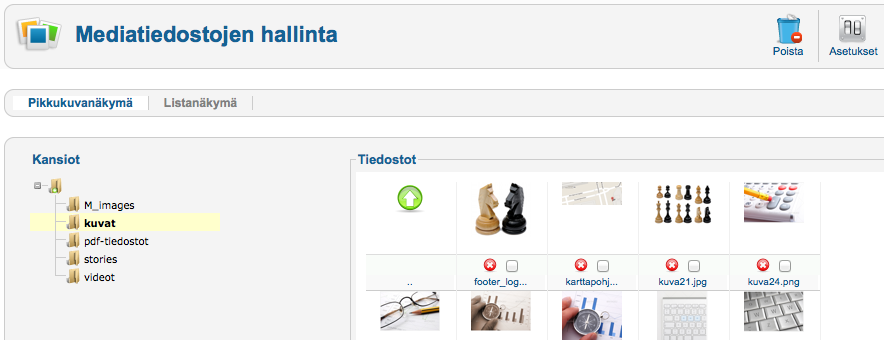 Mediatiedostojen hallinta
Poista
Asetukset
Pikkukuvanäkymä
Listanäkymä
Kansiot
M_images
kuvat
pdf-tiedostot
stories
videot
Tiedostot
..
footer_log...
karttapohj...
kuva21.jpg
kuva24.png